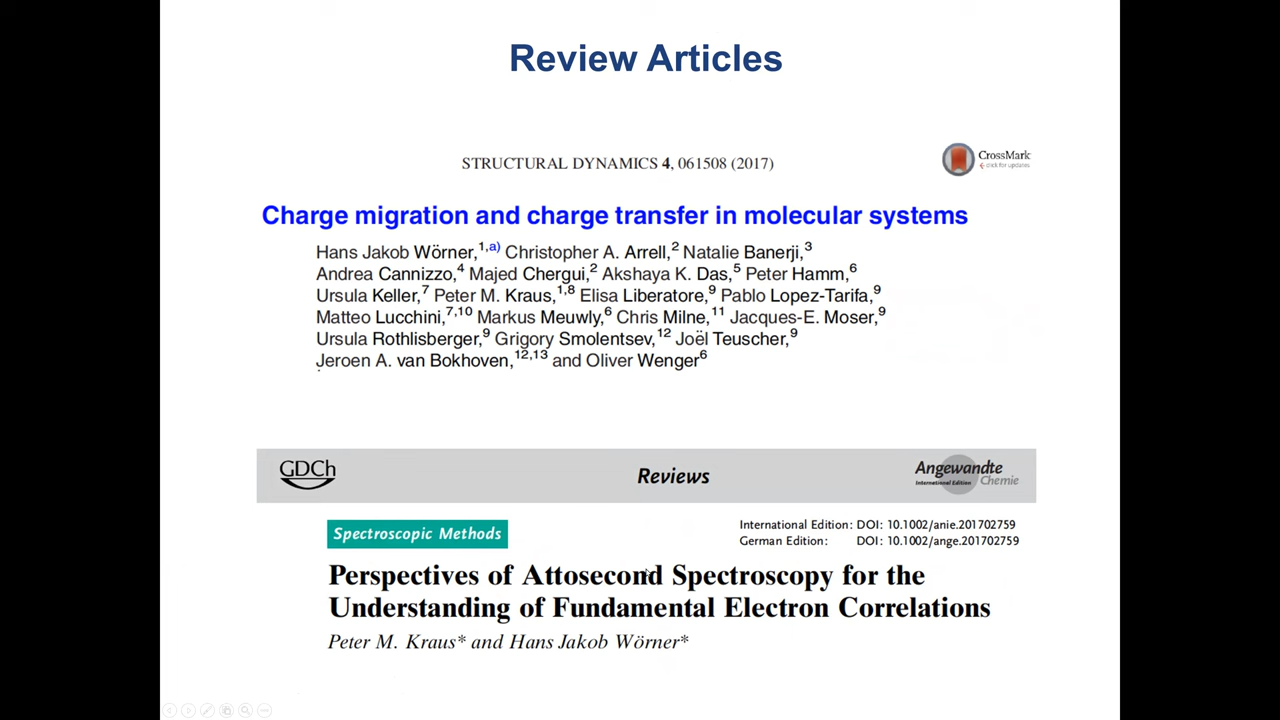 Review Articles
STRUCTURAL DYNAMICS 4, 061508 (2017)
CrossMark
click for updates
Charge migration and charge transfer in molecular systems
Hans Jakob Wörner,1,a) Christopher A. Arrell,2 Natalie Banerji,3
Andrea Cannizzo,4 Majed Chergui,2 Akshaya K. Das,5 Peter Hamm,6
Ursula Keller,7 Peter M. Kraus,1,8 Elisa Liberatore,9 Pablo Lopez-Tarifa,9
Matteo Lucchini,7,10 Markus Meuwly,6 Chris Milne,11 Jacques-E. Moser,9
Ursula Rothlisberger,9 Grigory Smolentsev,12 Joël Teuscher,9
Jeroen A. van Bokhoven,12,13 and Oliver Wenger6
GDCh
Reviews
Angewandte
International Edition Chemie
Spectroscopic Methods
International Edition: DOI: 10.1002/anie.201702759
German Edition: DOI: 10.1002/ange.201702759
Perspectives of Attosecond Spectroscopy for the
Understanding of Fundamental Electron Correlations
Peter M. Kraus* and Hans Jakob Wörner*